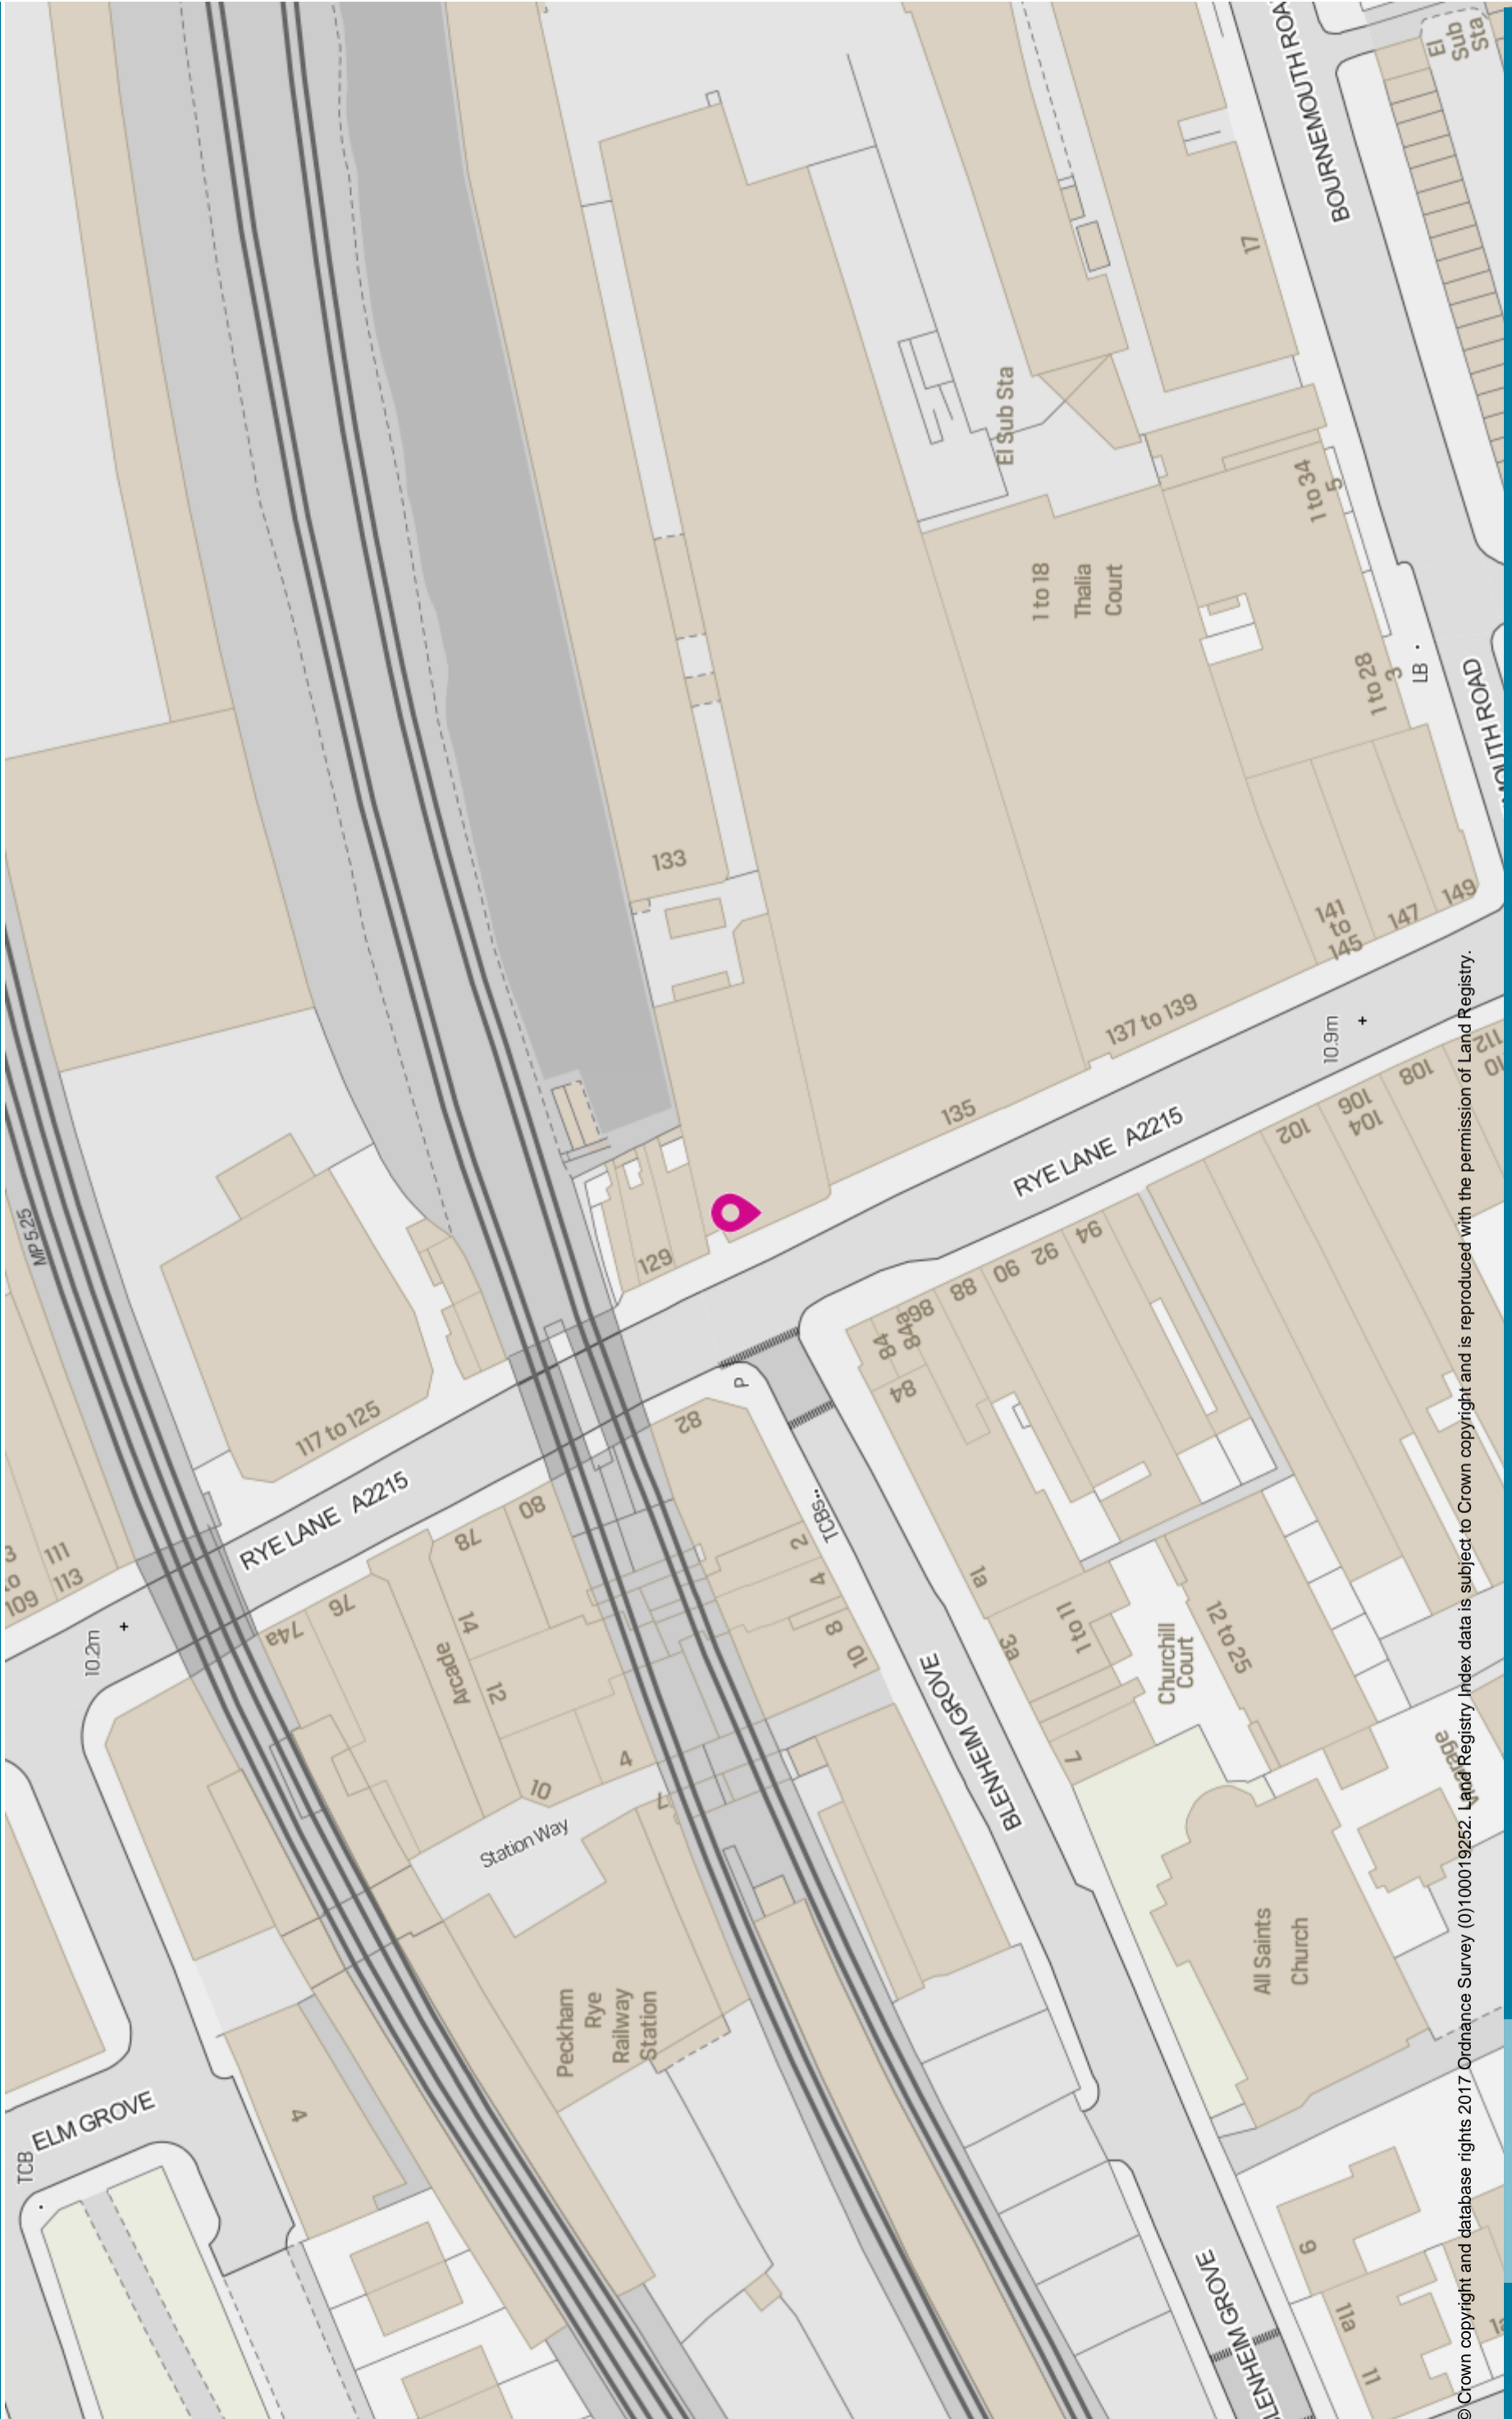 BOURNEMOUTH ROA
El
Sub
Sta
17
El Sub Sta
1 to 34
5
1 to 18
Thalia
Court
1 to 28
3
LB
MOUTH ROAD
133
141
to
145
147
149
137 to 139
10.9m
135
RYE LANE A2215
108
112
106
104
102
MP 5.25
129
94
92
90
88
86
84a
84
84
P
82
117 to 125
RYE LANE A2215
80
78
76
74a
111
113
109
10.2m
TCBs...
2
4
8
10
14
Arcade
12
10
4
7
Station Way
1a
3a
1 to 11
7
Churchill
Court
12 to 25
BLENHEIM GROVE
Vicarage
All Saints
Church
Peckham
Rye
Railway
Station
ELM GROVE
TCB
4
9
11a
11
BLENHEIM GROVE
© Crown copyright and database rights 2017 Ordnance Survey (0)100019252. Land Registry Index data is subject to Crown copyright and is reproduced with the permission of Land Registry.